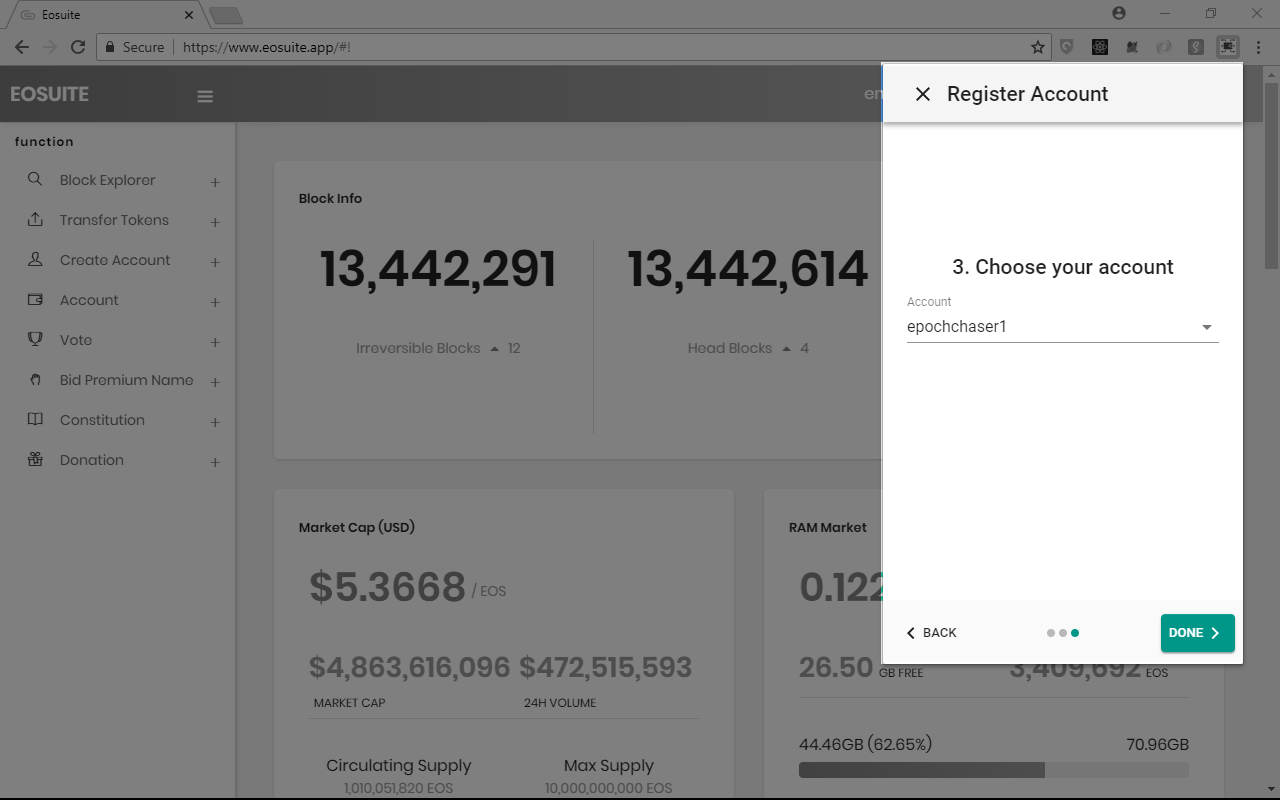 Eosuite
Secure https://www.eosuite.app/#!
EOSUITE
Register Account
function
Block Explorer +
Transfer Tokens +
Create Account +
Account +
Vote +
Bid Premium Name +
Constitution +
Donation +
Block Info
13,442,291 13,442,614
Irreversible Blocks 12 Head Blocks 4
3. Choose your account
Account
epochchaser1
BACK DONE
Market Cap (USD)
$5.3668 / EOS
$4,863,616,096 $472,515,593
MARKET CAP 24H VOLUME
Circulating Supply Max Supply
1,010,051,820 EOS 10,000,000,000 EOS
RAM Market
0.122
26.50 GB FREE 3,409,692 EOS
44.46GB (62.65%) 70.96GB